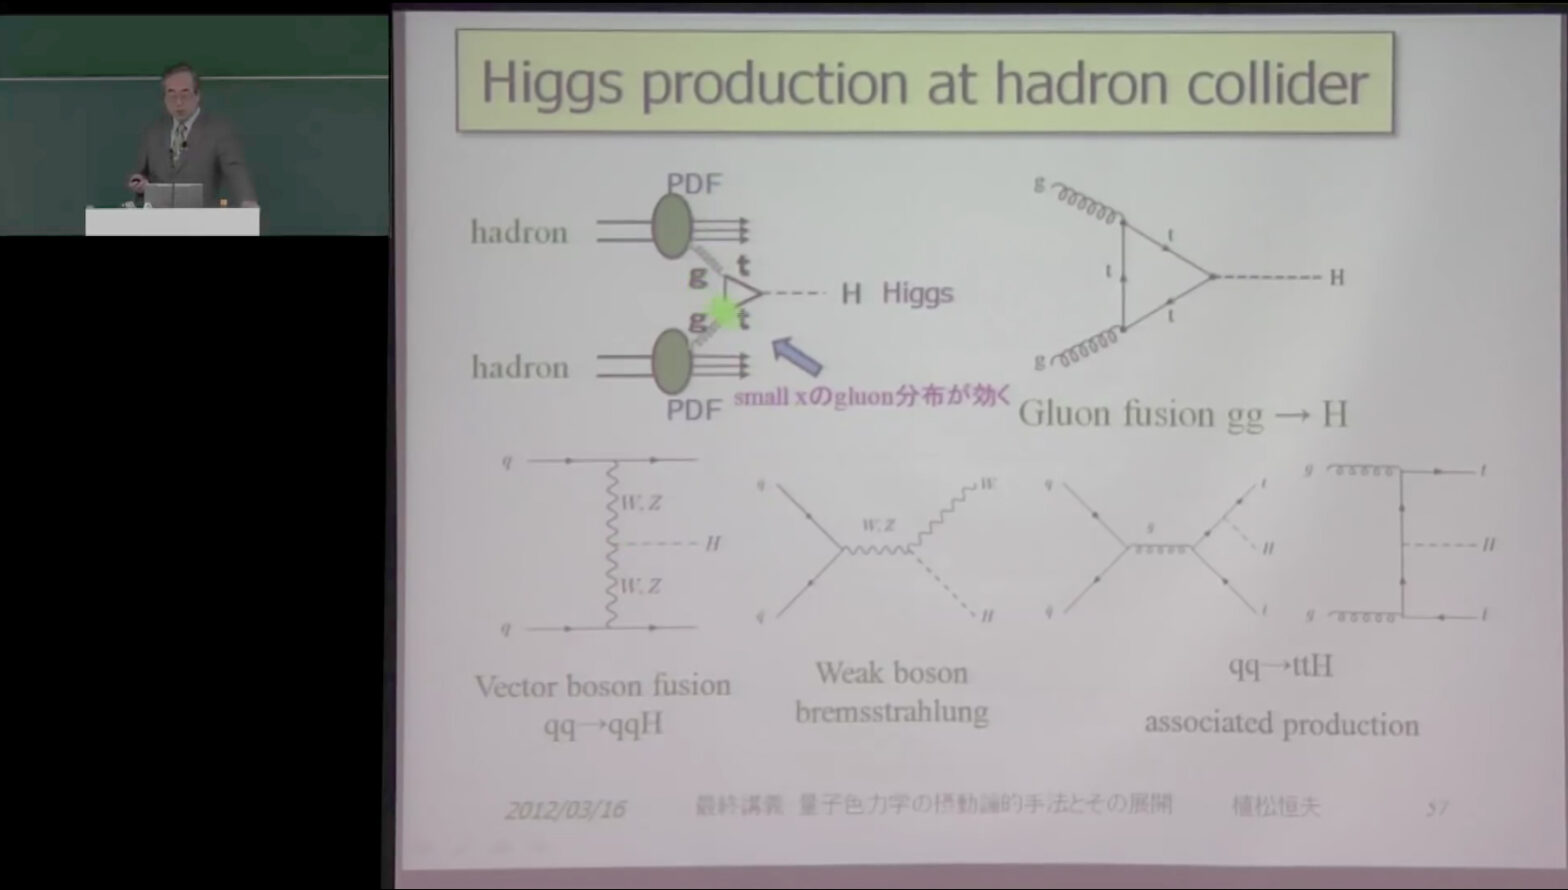 Higgs production at hadron collider
PDF
hadron
g
t
H Higgs
g
t
hadron
PDF
small xのgluon分布が効く
g
t
t
H
t
g
Gluon fusion gg → H
q
W, Z
H
W, Z
q
Vector boson fusion
qq→qqH
q
W, Z
W
H
q
Weak boson
bremsstrahlung
q
g
t
H
q
t
g
t
H
g
t
qq→ttH
associated production
2012/03/16
最終講義 量子色力学の摂動論的手法とその展開
植松恒夫
57